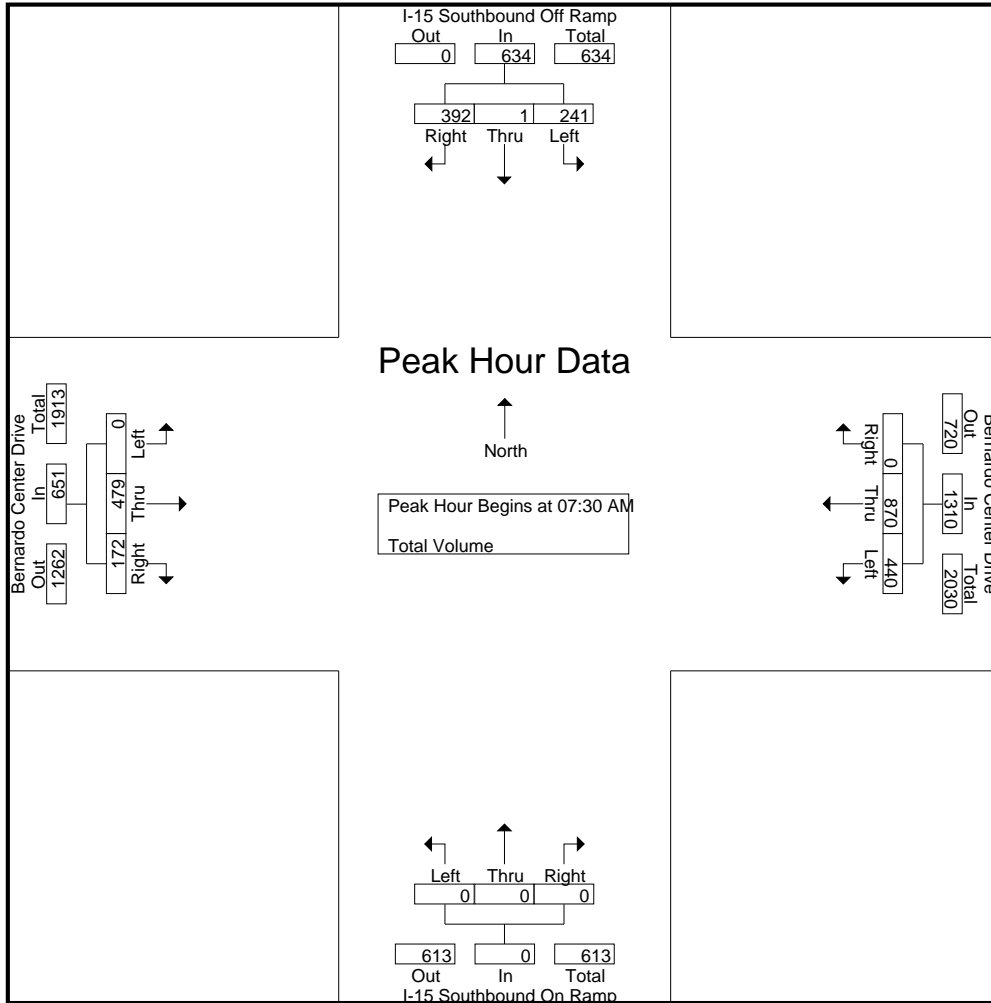 I-15 Southbound Off Ramp
Out In Total
0 634 634
392 1 241
Right Thru Left
Peak Hour Data
North
Peak Hour Begins at 07:30 AM
Total Volume
Bernardo Center Drive
Total In Out
1913 651 1262
0 479 172
Left Thru Right
Bernardo Center Drive
Out In Total
720 1310 2030
0 870 440
Right Thru Left
Left Thru Right
0 0 0
613 0 613
Out In Total
I-15 Southbound On Ramp